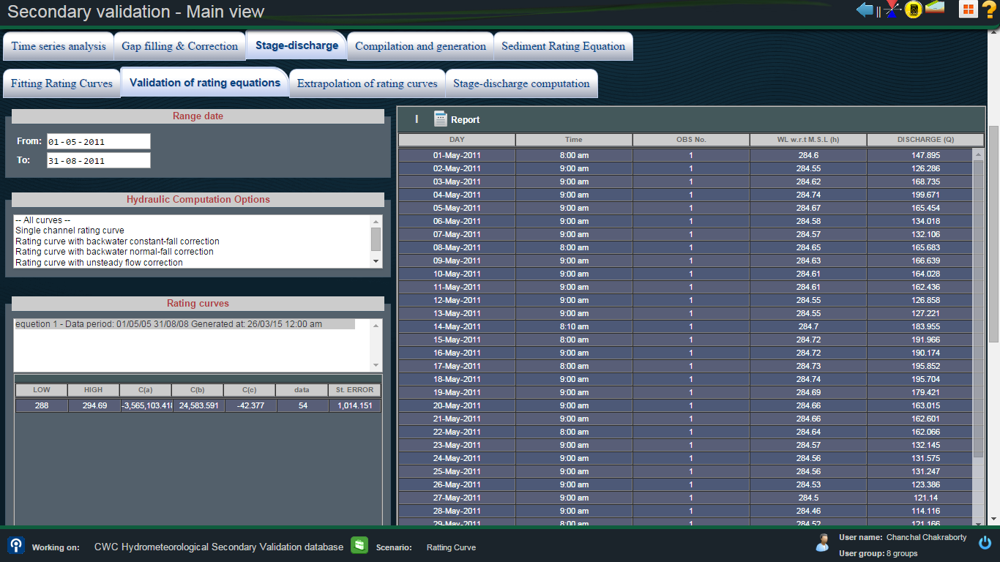 Secondary validation - Main view
Time series analysis Gap filling & Correction Stage-discharge Compilation and generation Sediment Rating Equation
Fitting Rating Curves Validation of rating equations Extrapolation of rating curves Stage-discharge computation
Range date
From: 01-05-2011
To: 31-08-2011
Hydraulic Computation Options
-- All curves --
Single channel rating curve
Rating curve with backwater constant-fall correction
Rating curve with backwater normal-fall correction
Rating curve with unsteady flow correction
Rating curves
equetion 1 - Data period: 01/05/05 31/08/08 Generated at: 26/03/15 12:00 am
LOW HIGH C(a) C(b) C(c) data St. ERROR
288 294.69 -3,565,103.418 24,583.591 -42.377 54 1,014.151
Report
DAY Time OBS No. WL w.r.t M.S.L (h) DISCHARGE (Q)
01-May-2011 8:00 am 1 284.6 147.895
02-May-2011 9:00 am 1 284.55 126.286
03-May-2011 9:00 am 1 284.62 168.735
04-May-2011 9:00 am 1 284.74 199.671
05-May-2011 9:00 am 1 284.67 165.454
06-May-2011 9:00 am 1 284.58 134.018
07-May-2011 9:00 am 1 284.57 132.106
08-May-2011 8:00 am 1 284.65 165.683
09-May-2011 9:00 am 1 284.63 166.639
10-May-2011 9:00 am 1 284.61 164.028
11-May-2011 9:00 am 1 284.61 162.436
12-May-2011 9:00 am 1 284.55 126.858
13-May-2011 9:00 am 1 284.55 127.221
14-May-2011 8:10 am 1 284.7 183.955
15-May-2011 8:00 am 1 284.72 191.966
16-May-2011 9:00 am 1 284.72 190.174
17-May-2011 8:00 am 1 284.73 195.852
18-May-2011 9:00 am 1 284.74 195.704
19-May-2011 9:00 am 1 284.69 179.421
20-May-2011 9:00 am 1 284.66 163.015
21-May-2011 9:00 am 1 284.66 162.601
22-May-2011 8:00 am 1 284.64 162.066
23-May-2011 9:00 am 1 284.57 132.145
24-May-2011 9:00 am 1 284.56 131.575
25-May-2011 9:00 am 1 284.56 131.247
26-May-2011 9:00 am 1 284.53 123.386
27-May-2011 9:00 am 1 284.5 121.14
28-May-2011 9:00 am 1 284.46 114.116
29-May-2011 8:00 am 1 284.52 121.166
Working on: CWC Hydrometeorological Secondary Validation database Scenario: Ratting Curve
User name: Chanchal Chakraborty
User group: 8 groups